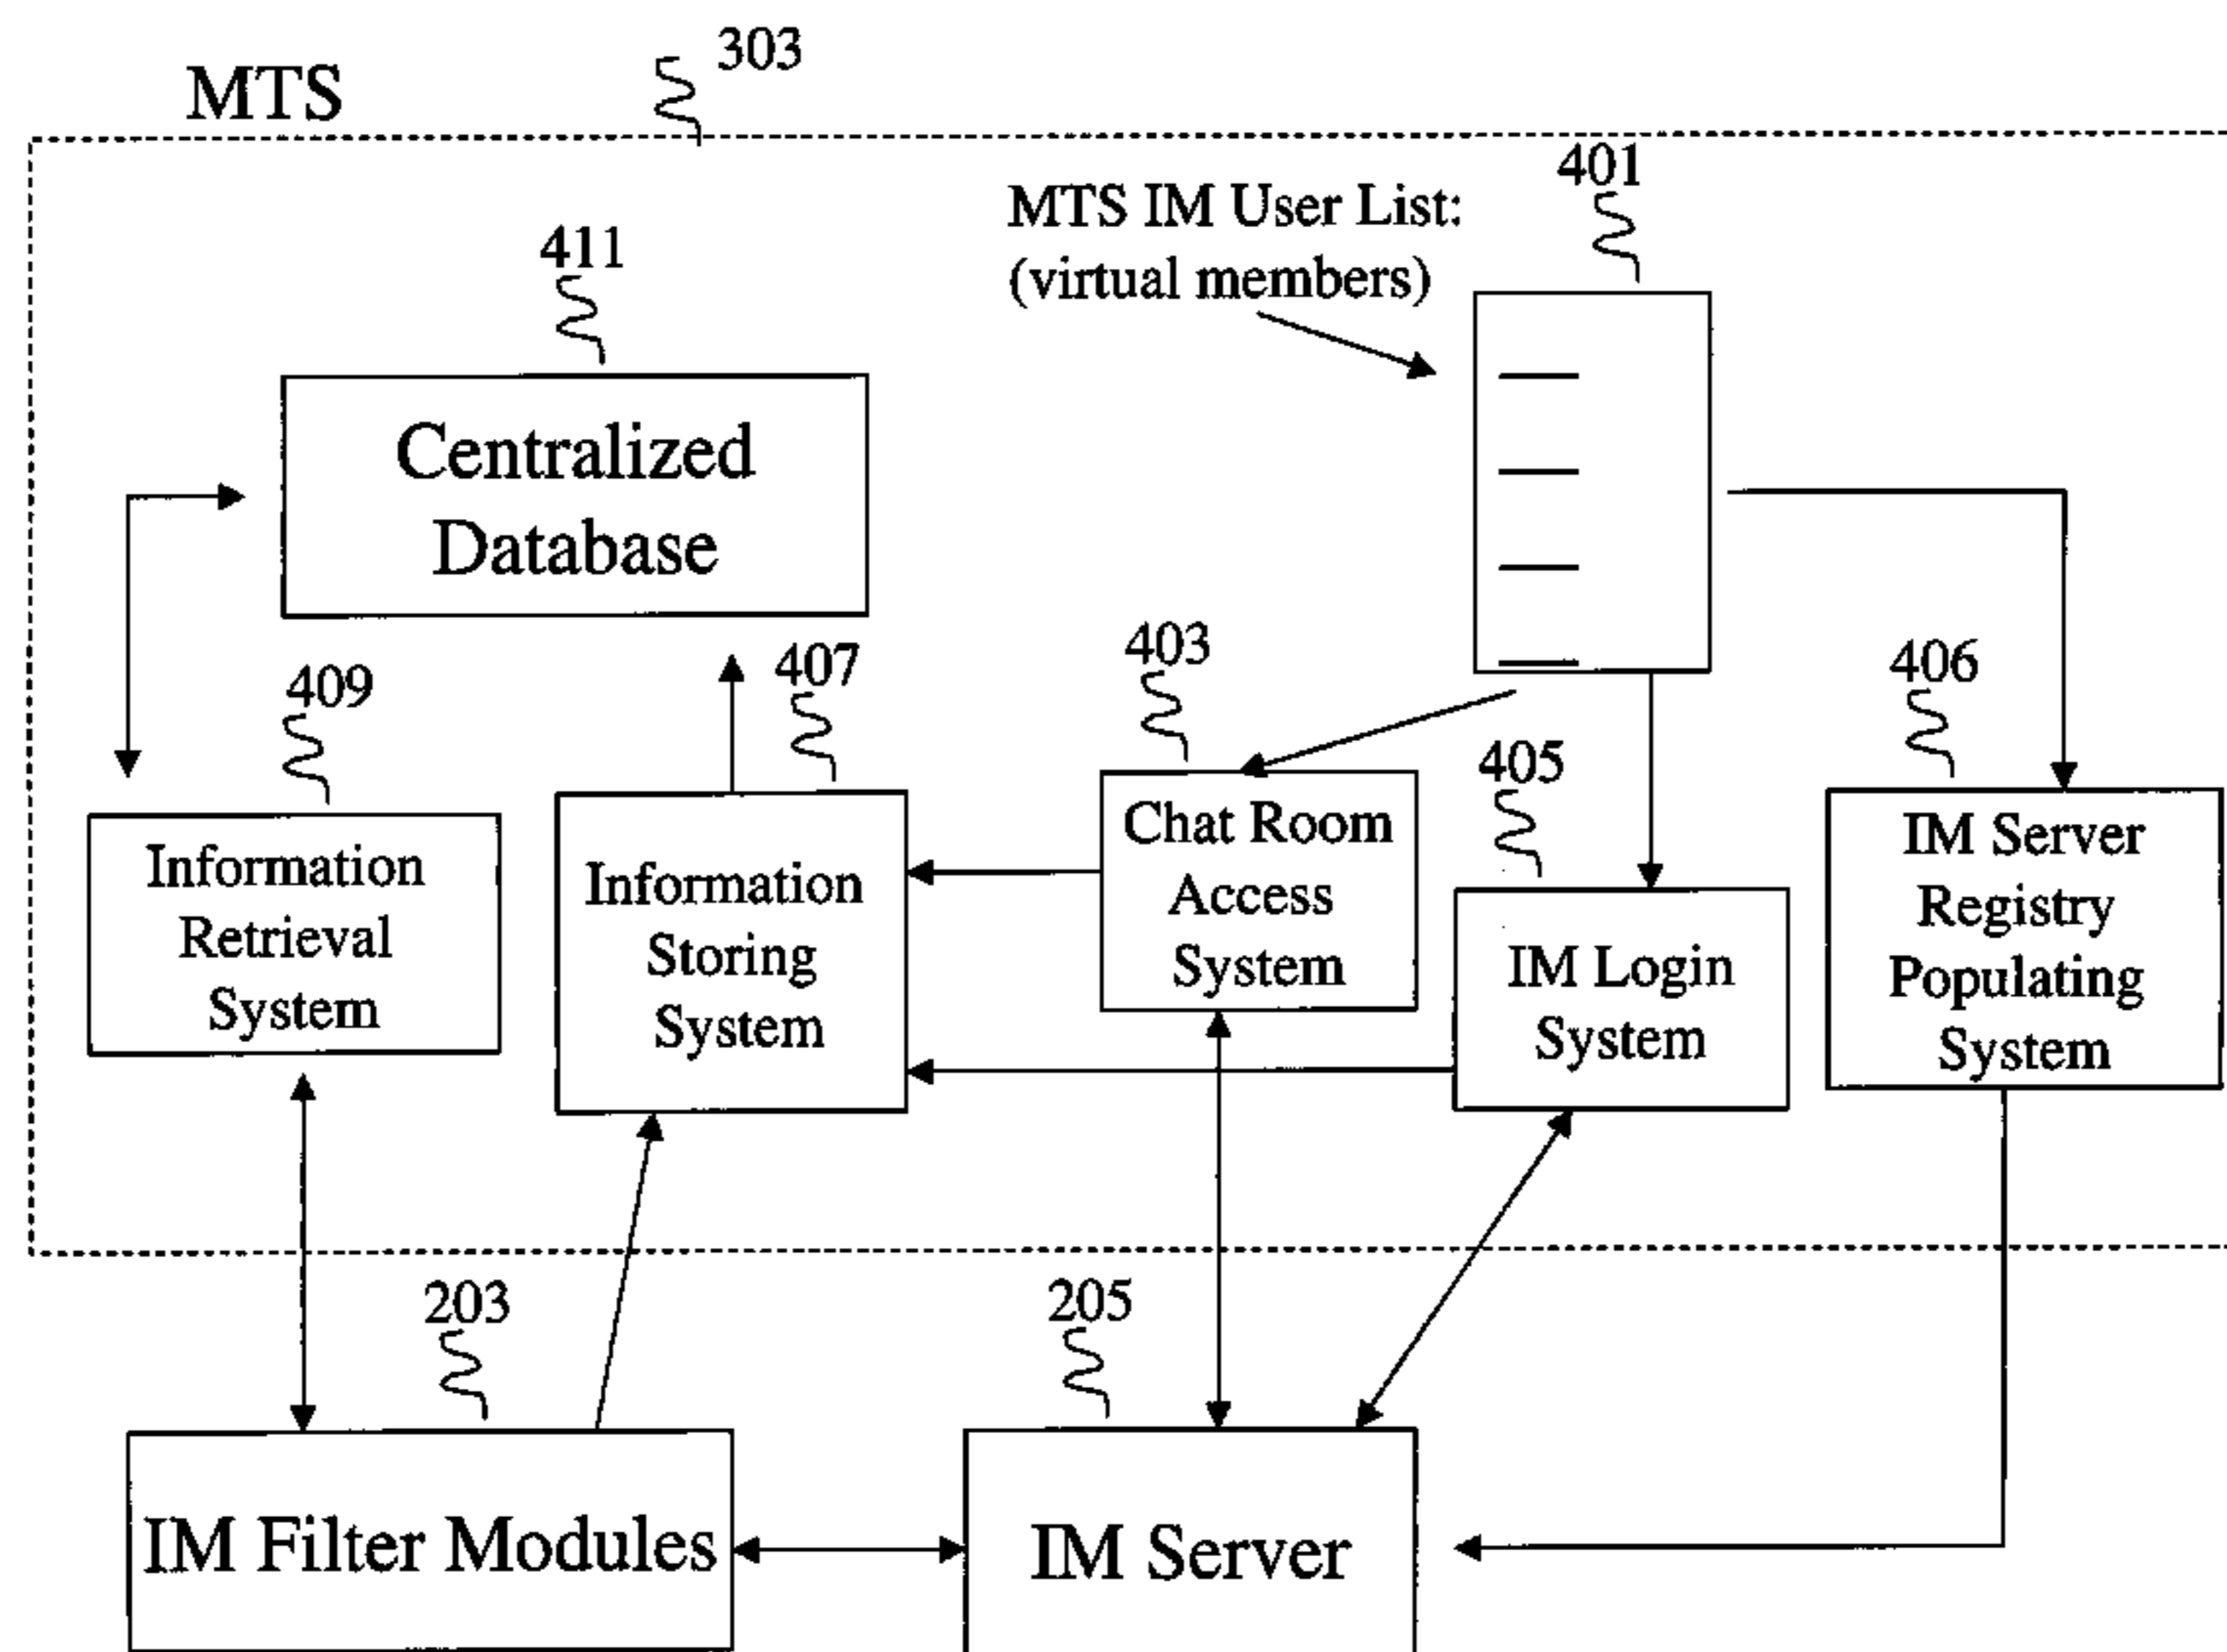 303
MTS
401
MTS IM User List:
(virtual members)
411
Centralized
Database
403
407
406
409
405
Chat Room
Access
System
IM Server
Registry
Populating
System
Information
Retrieval
System
Information
Storing
System
IM Login
System
203
205
IM Filter Modules
IM Server